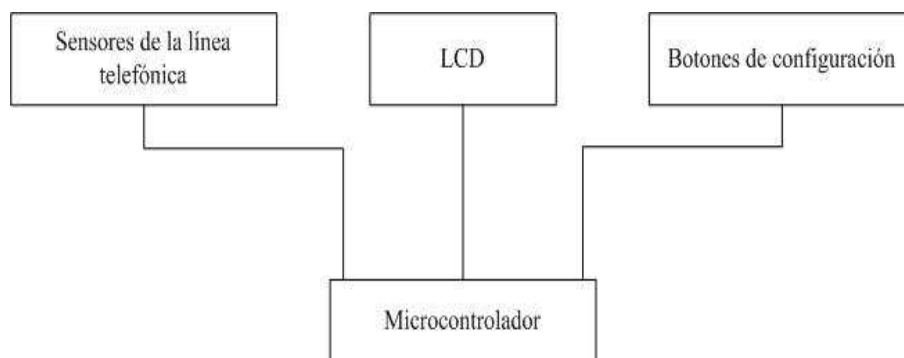 Sensores de la línea
telefónica
LCD
Botones de configuración
Microcontrolador